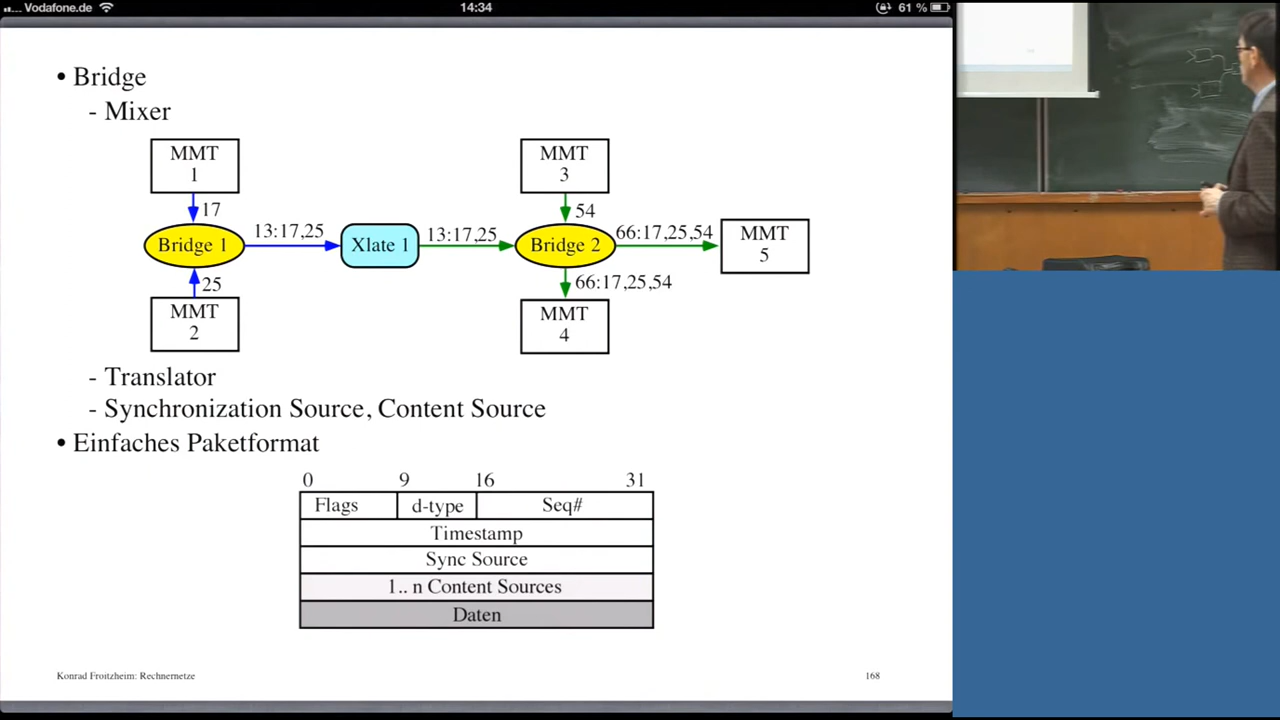 Vodafone.de 14:34 61 %
• Bridge
- Mixer
MMT
1
MMT
3
17
54
Bridge 1
13:17,25
Xlate 1
13:17,25
Bridge 2
66:17,25,54
MMT
5
25
66:17,25,54
MMT
2
MMT
4
- Translator
- Synchronization Source, Content Source
• Einfaches Paketformat
0 9 16 31
Flags d-type Seq#
Timestamp
Sync Source
1.. n Content Sources
Daten
Konrad Froitzheim: Rechnernetze 168